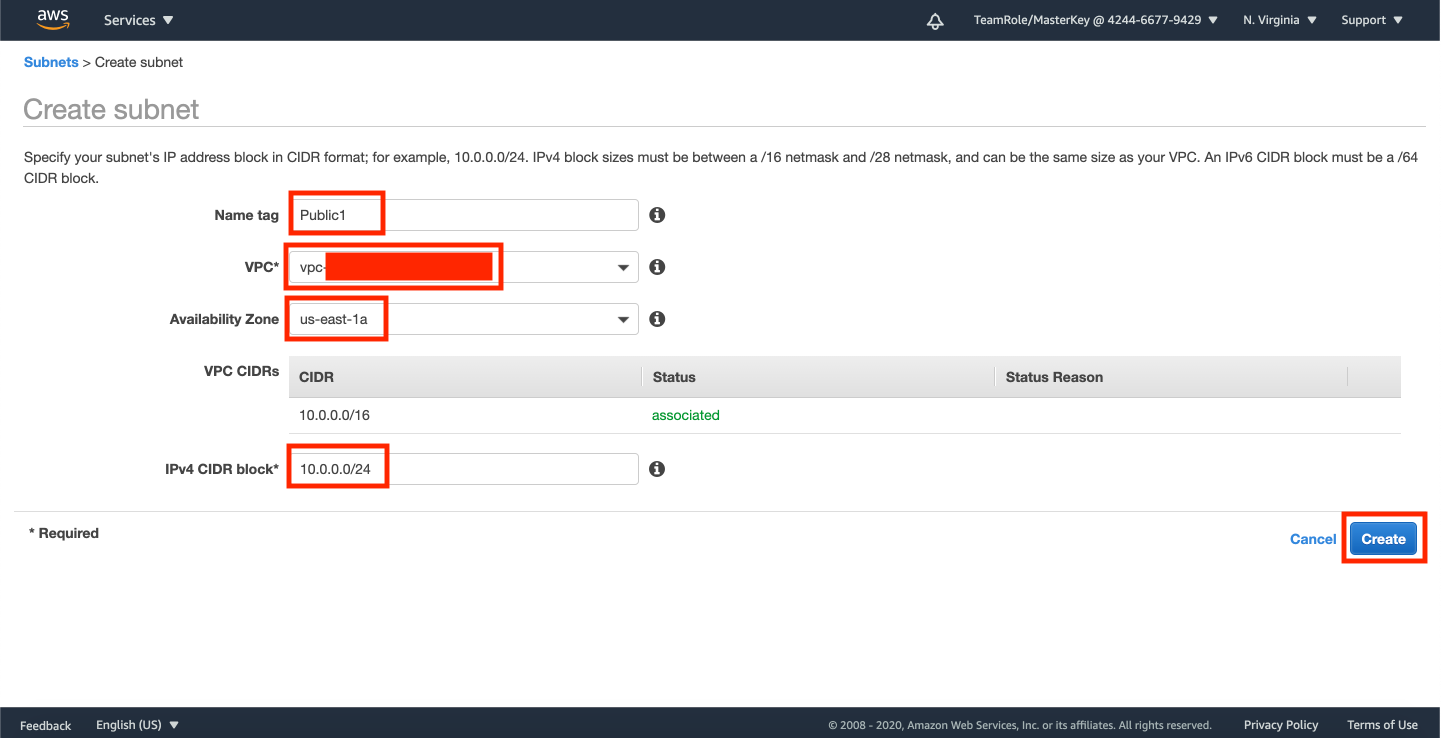 aws Services TeamRole/MasterKey @ 4244-6677-9429 N. Virginia Support
Subnets > Create subnet
Create subnet
Specify your subnet's IP address block in CIDR format; for example, 10.0.0.0/24. IPv4 block sizes must be between a /16 netmask and /28 netmask, and can be the same size as your VPC. An IPv6 CIDR block must be a /64
CIDR block.
Name tag Public1
VPC* vpc-
Availability Zone us-east-1a
VPC CIDRs CIDR Status Status Reason
10.0.0.0/16 associated
IPv4 CIDR block* 10.0.0.0/24
* Required
Cancel Create
Feedback English (US) © 2008 - 2020, Amazon Web Services, Inc. or its affiliates. All rights reserved. Privacy Policy Terms of Use